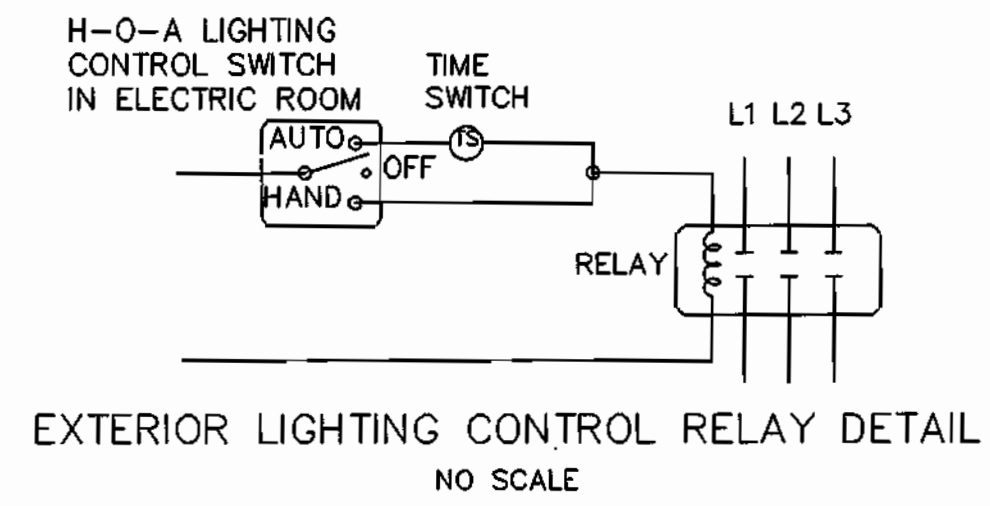 H-O-A LIGHTING
CONTROL SWITCH
IN ELECTRIC ROOM
TIME
SWITCH
AUTO
TS
OFF
HAND
L1 L2 L3
RELAY
EXTERIOR LIGHTING CONTROL RELAY DETAIL
NO SCALE